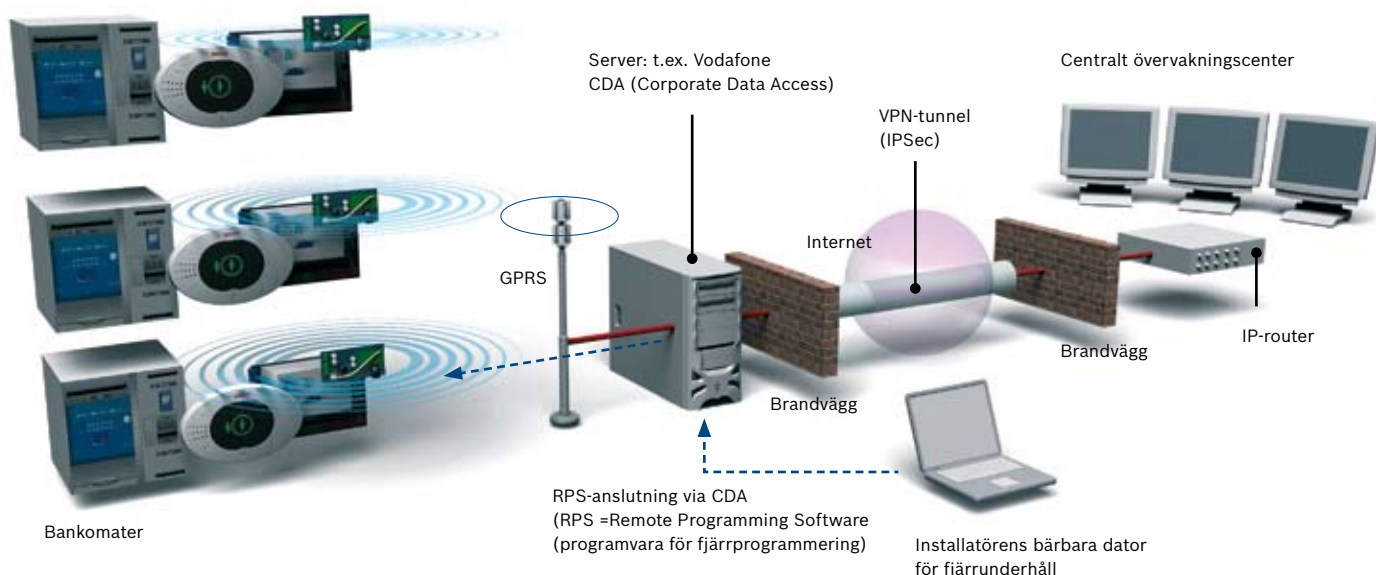 Server: t.ex. Vodafone
CDA (Corporate Data Access)
Centralt övervakningscenter
VPN-tunnel
(IPSec)
Internet
GPRS
IP-router
Brandvägg
Brandvägg
RPS-anslutning via CDA
(RPS =Remote Programming Software
(programvara för fjärrprogrammering)
Bankomater
Installatörens bärbara dator
för fjärrunderhåll